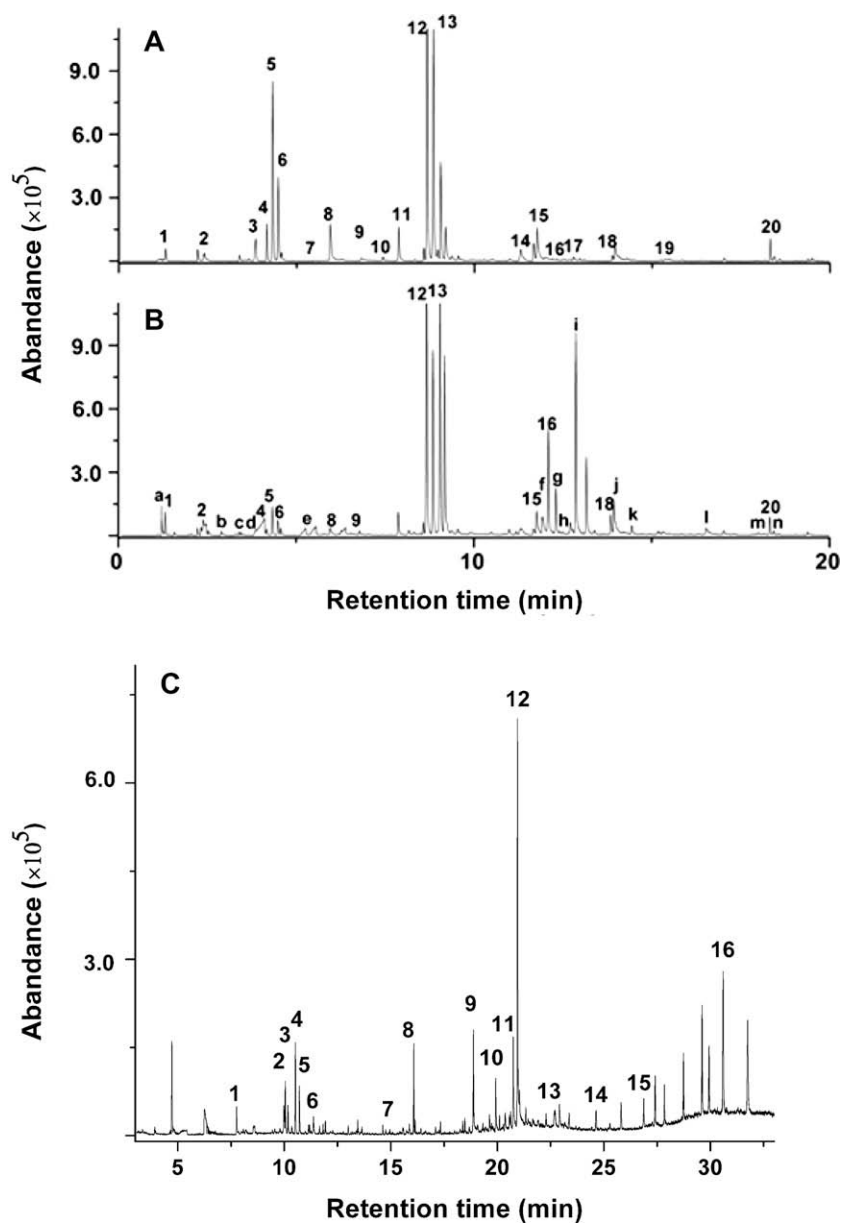 A
12 13
9.0
5
6.0
6
3.0
1 2 3 4 7 8 9 10 11 14 15 16 17 18 19 20
B
12 13
9.0
i
6.0
16
3.0
a 1 2 b c d 4 5 6 e 8 9 15 f g h 18 j k l m 20 n
0 10 20
Retention time (min)
Abandance (×10⁵)
C
12
6.0
3.0
16
1 2 3 4 5 6 7 8 9 10 11 13 14 15
5 10 15 20 25 30
Retention time (min)
Abandance (×10⁵)